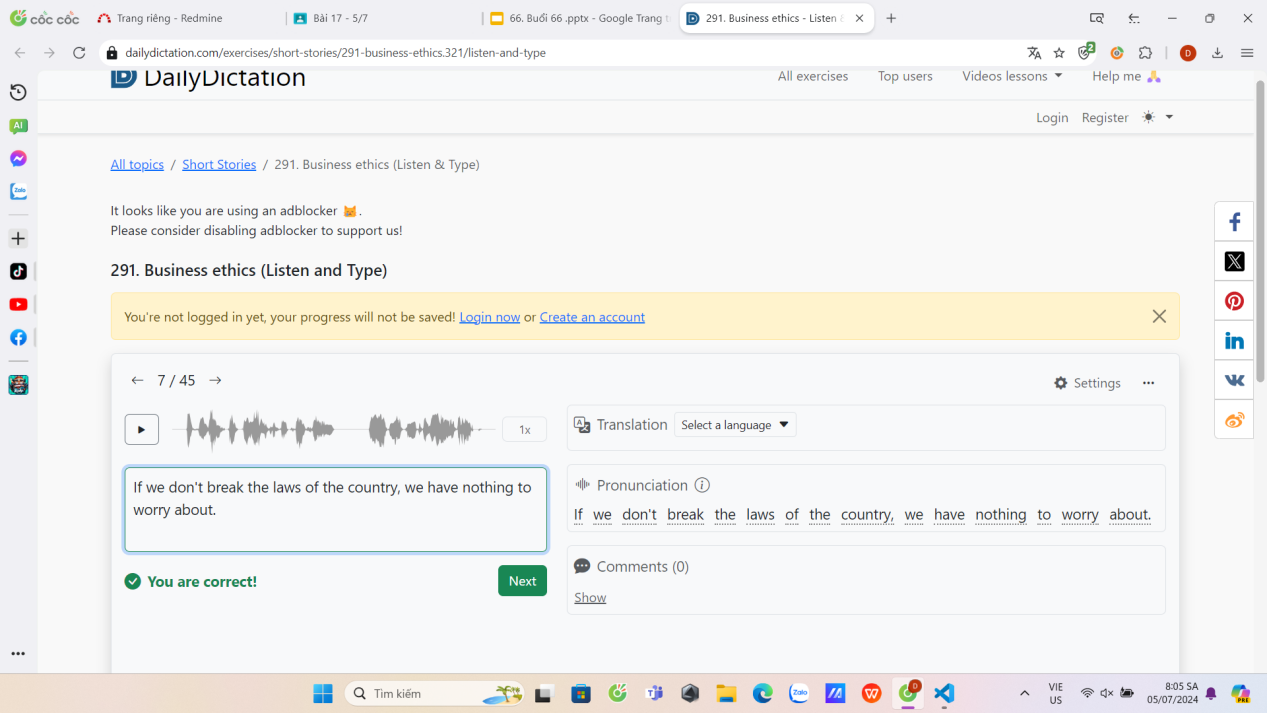 cốc cốc
Trang riêng - Redmine
Bài 17 - 5/7
66. Buổi 66 .pptx - Google Trang t
291. Business ethics - Listen &
dailydictation.com/exercises/short-stories/291-business-ethics.321/listen-and-type
2
D
AI
Zalo
DailyDictation
All exercises
Top users
Videos lessons
Help me
Login
Register
All topics / Short Stories / 291. Business ethics (Listen & Type)
It looks like you are using an adblocker 😿.
Please consider disabling adblocker to support us!
291. Business ethics (Listen and Type)
You're not logged in yet, your progress will not be saved! Login now or Create an account
7 / 45
Settings
1x
Translation
Select a language
If we don't break the laws of the country, we have nothing to
worry about.
Pronunciation
If we don't break the laws of the country, we have nothing to worry about.
You are correct!
Next
Comments (0)
Show
Tìm kiếm
Zalo
D
VIE
US
8:05 SA
05/07/2024
PRE